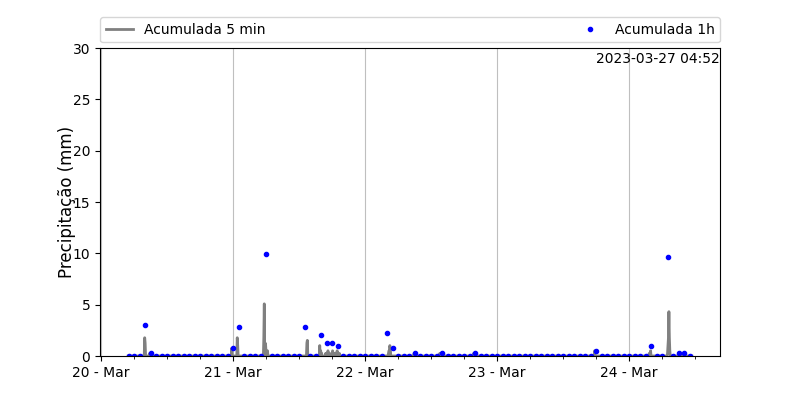 Acumulada 5 min
Acumulada 1h
2023-03-27 04:52
Precipitação (mm)
30
25
20
15
10
5
0
20 - Mar
21 - Mar
22 - Mar
23 - Mar
24 - Mar